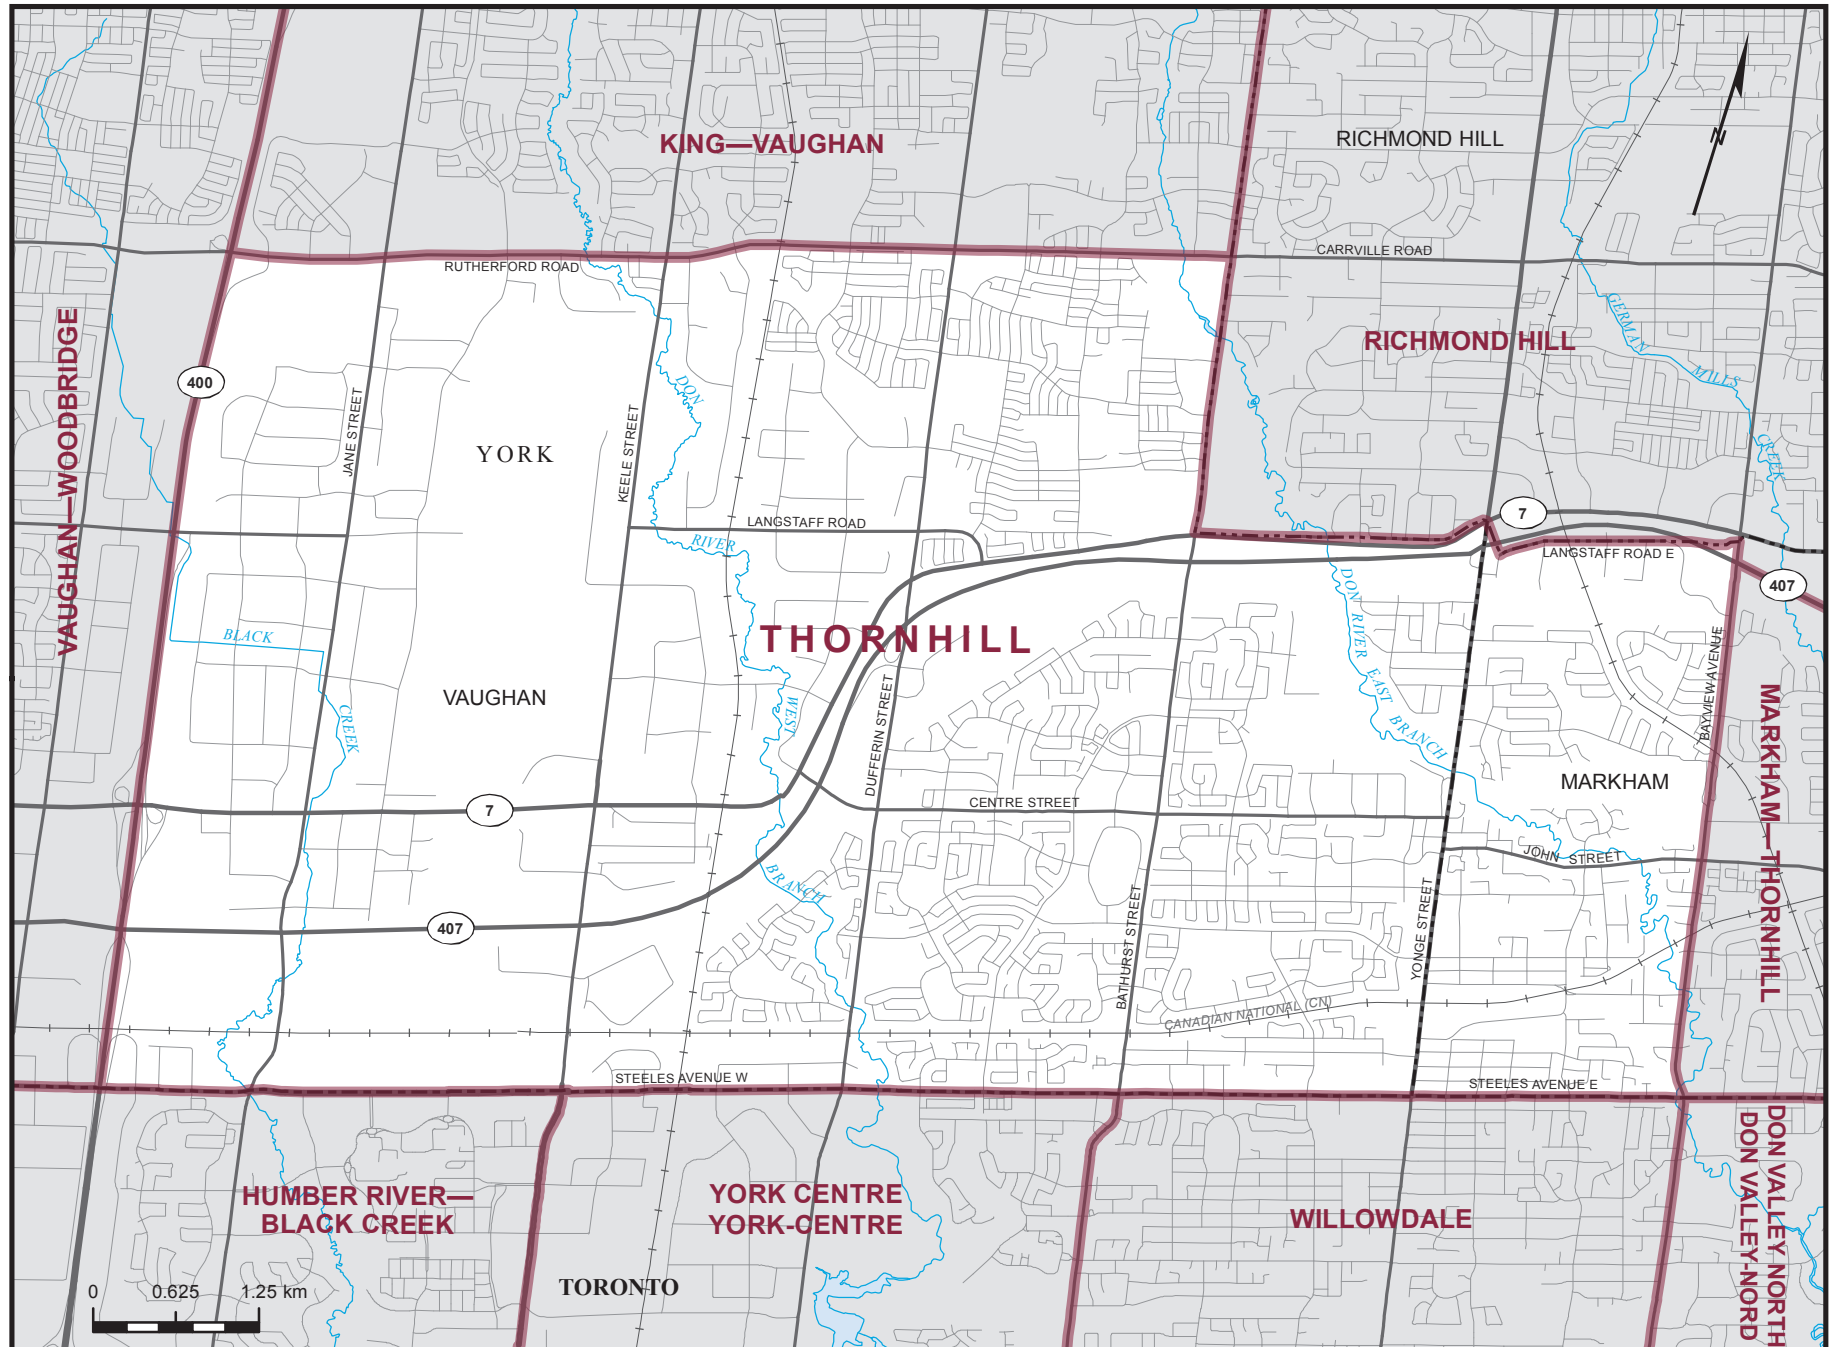 KING—VAUGHAN
RICHMOND HILL
N
CARRVILLE ROAD
RUTHERFORD ROAD
GERMAN
MILLS
CREEK
RICHMOND HILL
VAUGHAN—WOODBRIDGE
400
DON
JANE STREET
YORK
KEELE STREET
LANGSTAFF ROAD
7
RIVER
LANGSTAFF ROAD E
407
DON RIVER EAST BRANCH
BLACK
THORNHILL
BAYVIEW AVENUE
VAUGHAN
CREEK
WEST
DUFFERIN STREET
MARKHAM—THORNHILL
MARKHAM
7
CENTRE STREET
JOHN STREET
BRANCH
407
BATHURST STREET
YONGE STREET
CANADIAN NATIONAL (CN)
STEELES AVENUE W
STEELES AVENUE E
HUMBER RIVER—
BLACK CREEK
YORK CENTRE
YORK-CENTRE
WILLOWDALE
DON VALLEY NORTH
DON VALLEY-NORD
TORONTO
0 0.625 1.25 km